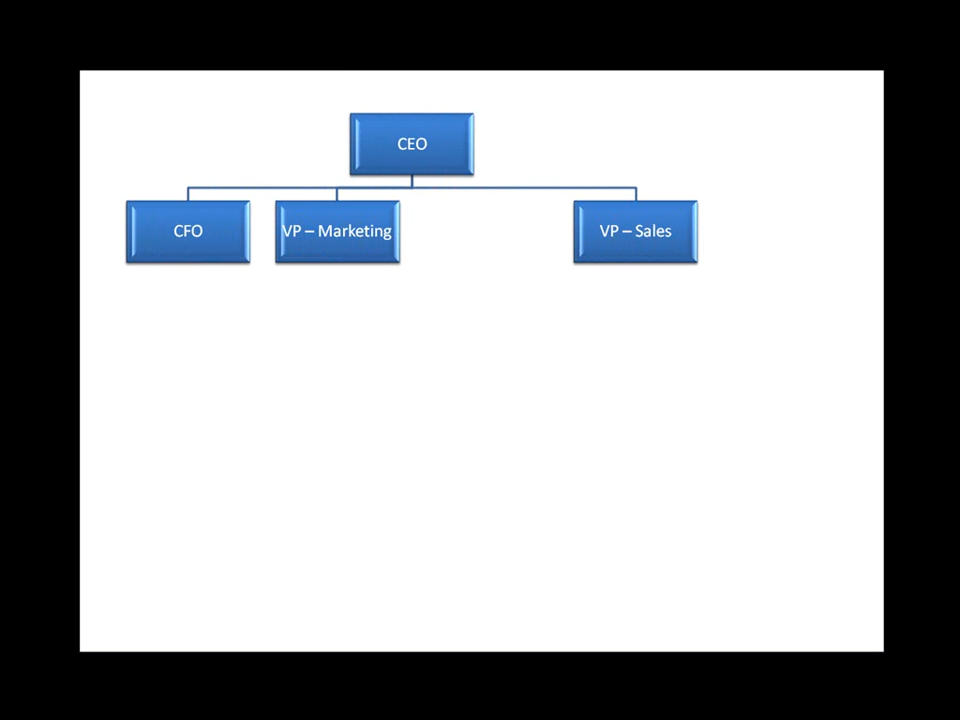 CEO
CFO
VP – Marketing
VP – Sales